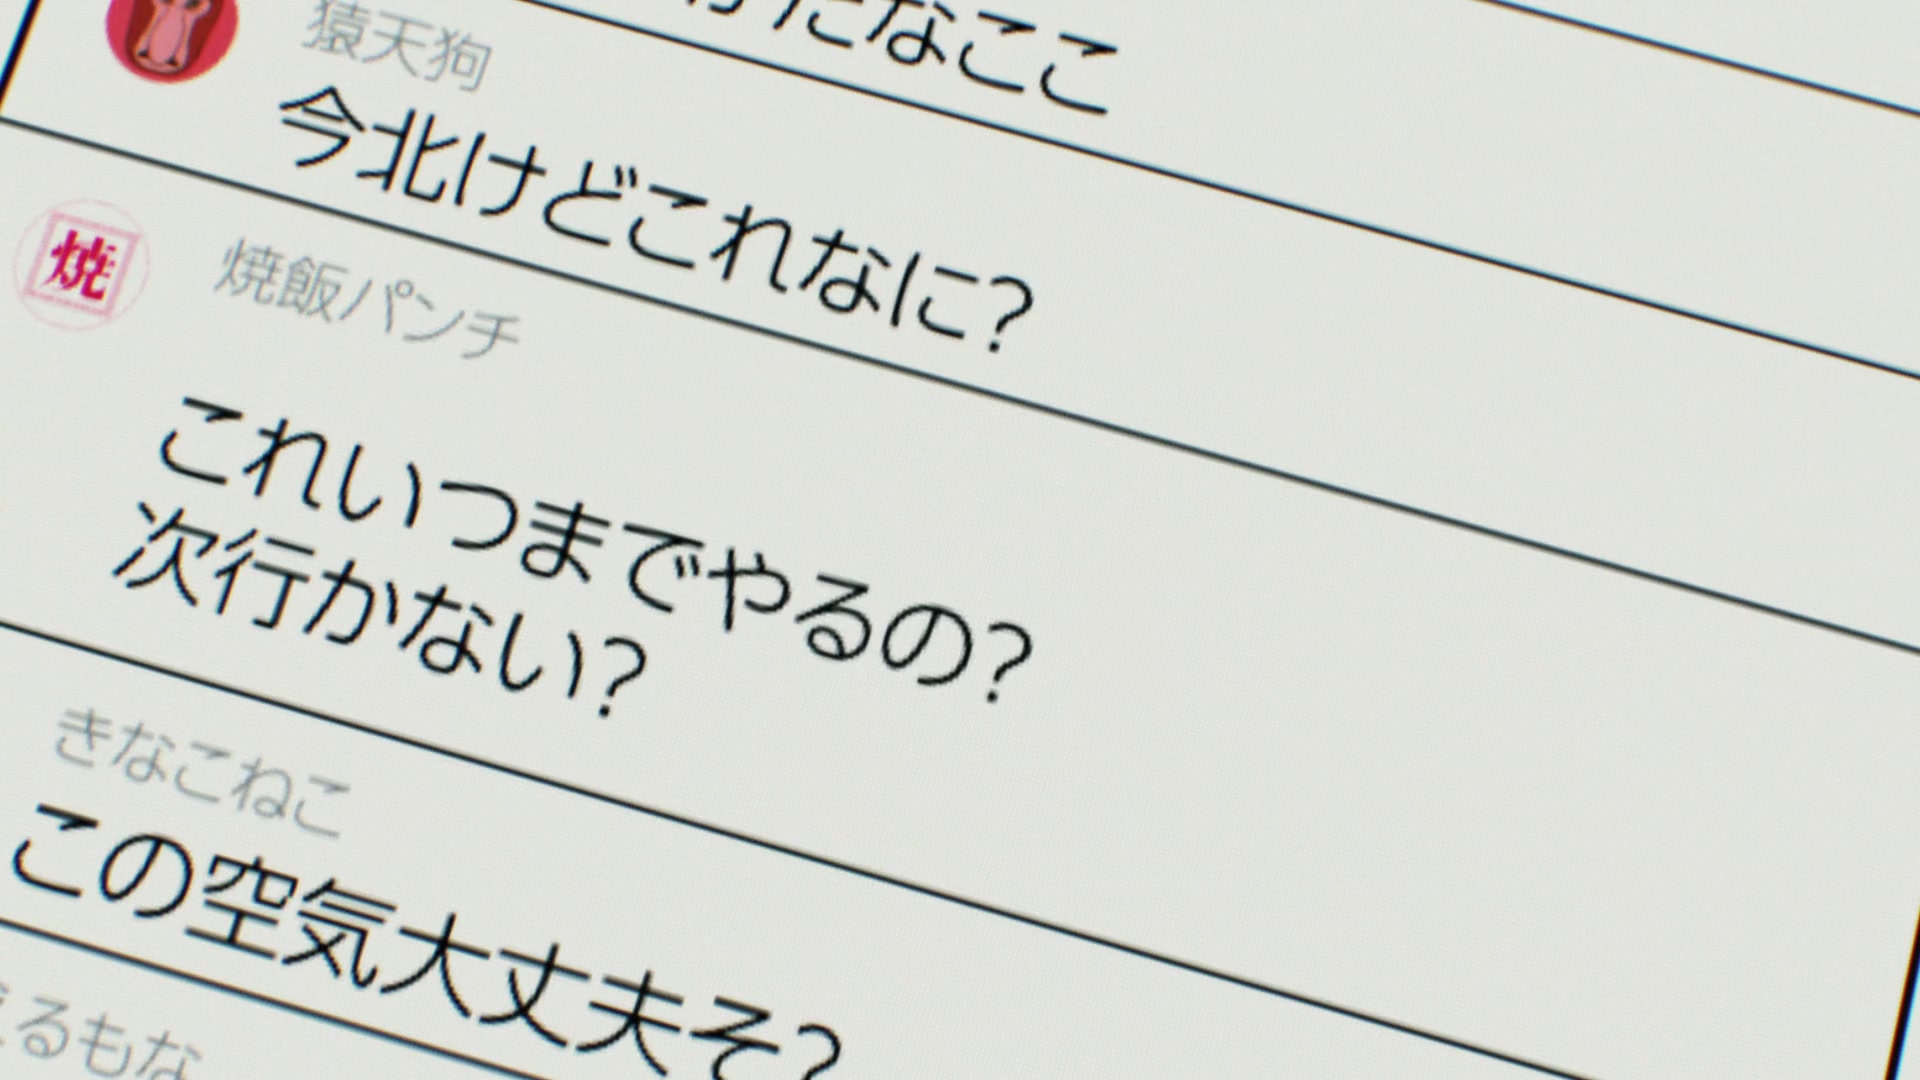 たなここ
猿天狗
今北けどこれなに?
焼
焼飯パンチ
これいつまでやるの?
次行かない?
きなこねこ
この空気大丈夫そ?
るもな